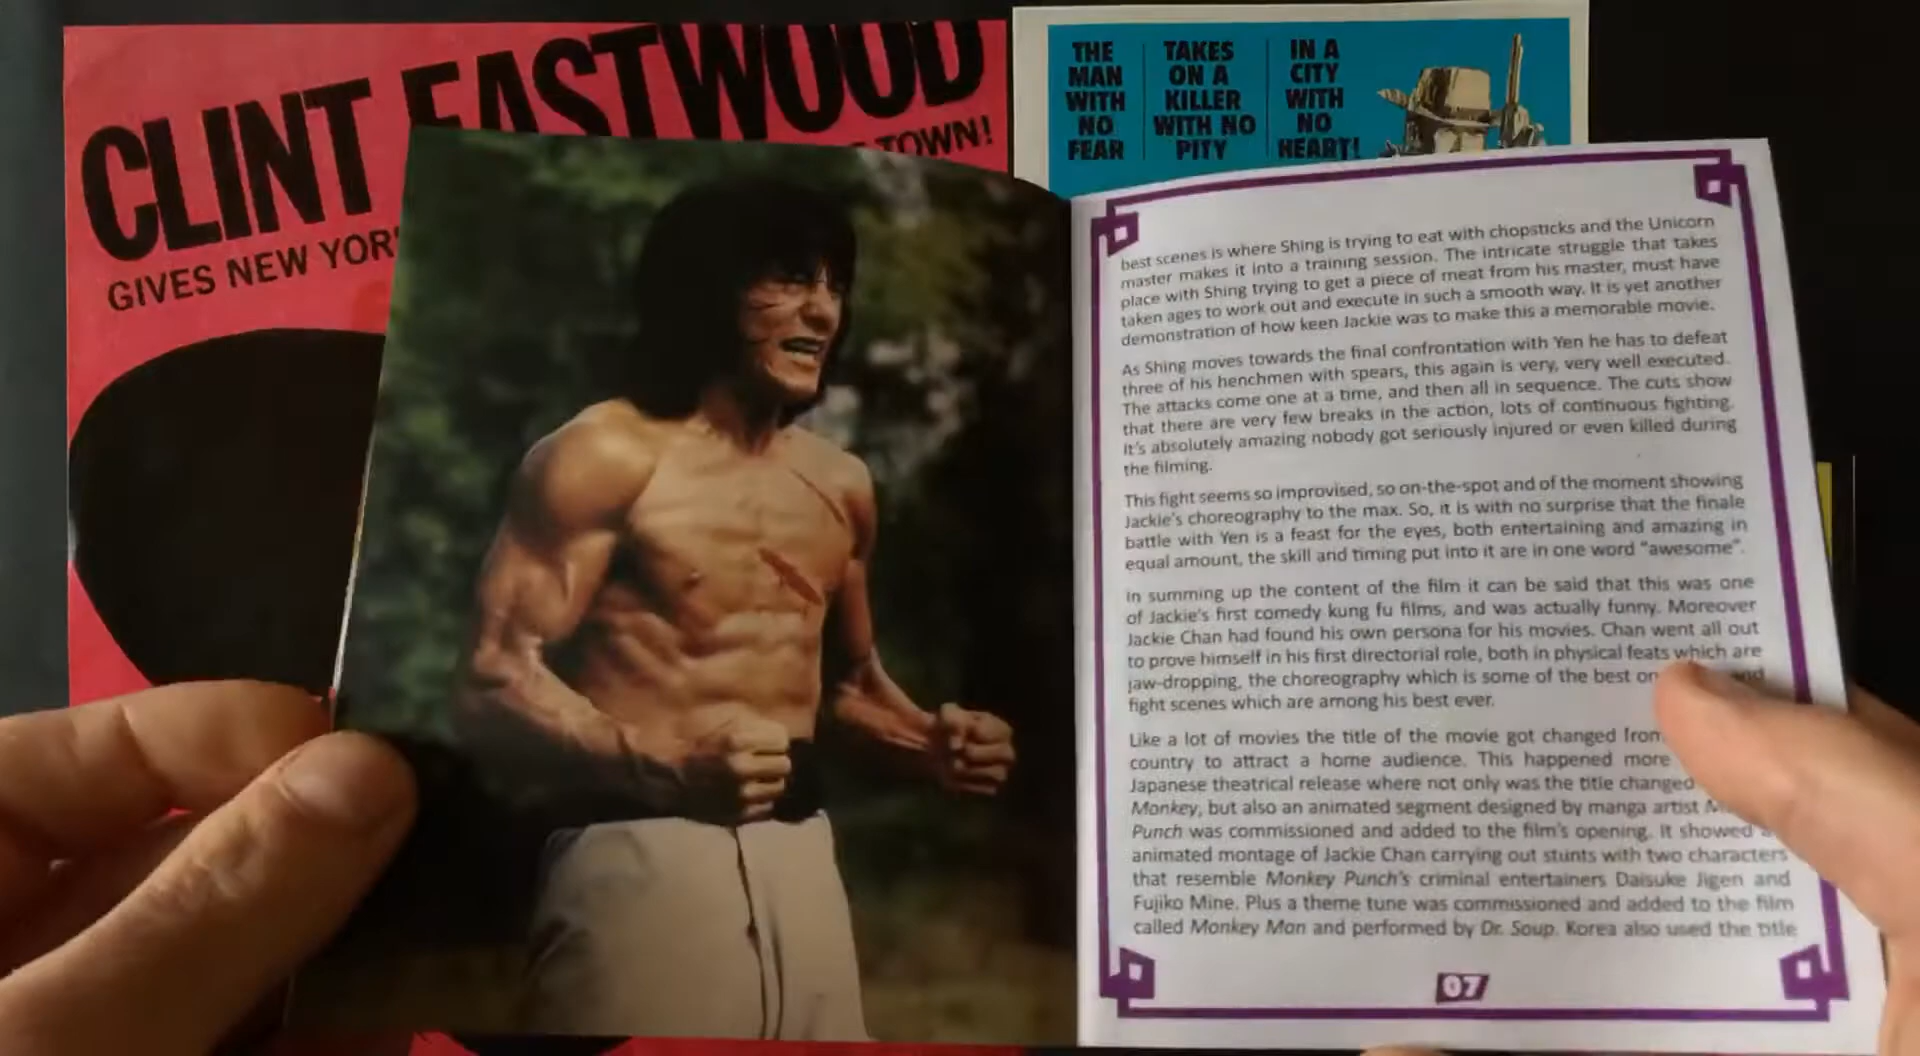 CLINT EASTWOOD
GIVES NEW YOR
TOWN!
THE
MAN
WITH
NO
FEAR
TAKES
ON A
KILLER
WITH NO
PITY
IN A
CITY
WITH
NO
HEART!
best scenes is where Shing is trying to eat with chopsticks and the Unicorn
master makes it into a training session. The intricate struggle that takes
place with Shing trying to get a piece of meat from his master, must have
taken ages to work out and execute in such a smooth way. It is yet another
demonstration of how keen Jackie was to make this a memorable movie.
As Shing moves towards the final confrontation with Yen he has to defeat
three of his henchmen with spears, this again is very, very well executed.
The attacks come one at a time, and then all in sequence. The cuts show
that there are very few breaks in the action, lots of continuous fighting.
It's absolutely amazing nobody got seriously injured or even killed during
the filming.
This fight seems so improvised, so on-the-spot and of the moment showing
Jackie's choreography to the max. So, it is with no surprise that the finale
battle with Yen is a feast for the eyes, both entertaining and amazing in
equal amount, the skill and timing put into it are in one word "awesome".
In summing up the content of the film it can be said that this was one
of Jackie's first comedy kung fu films, and was actually funny. Moreover
Jackie Chan had found his own persona for his movies. Chan went all out
to prove himself in his first directorial role, both in physical feats which are
jaw-dropping, the choreography which is some of the best on
fight scenes which are among his best ever.
Like a lot of movies the title of the movie got changed from
country to attract a home audience. This happened more
Japanese theatrical release where not only was the title changed
Monkey, but also an animated segment designed by manga artist
Punch was commissioned and added to the film's opening. It showed
animated montage of Jackie Chan carrying out stunts with two characters
that resemble Monkey Punch's criminal entertainers Daisuke Jigen and
Fujiko Mine. Plus a theme tune was commissioned and added to the film
called Monkey Man and performed by Dr. Soup. Korea also used the title
07